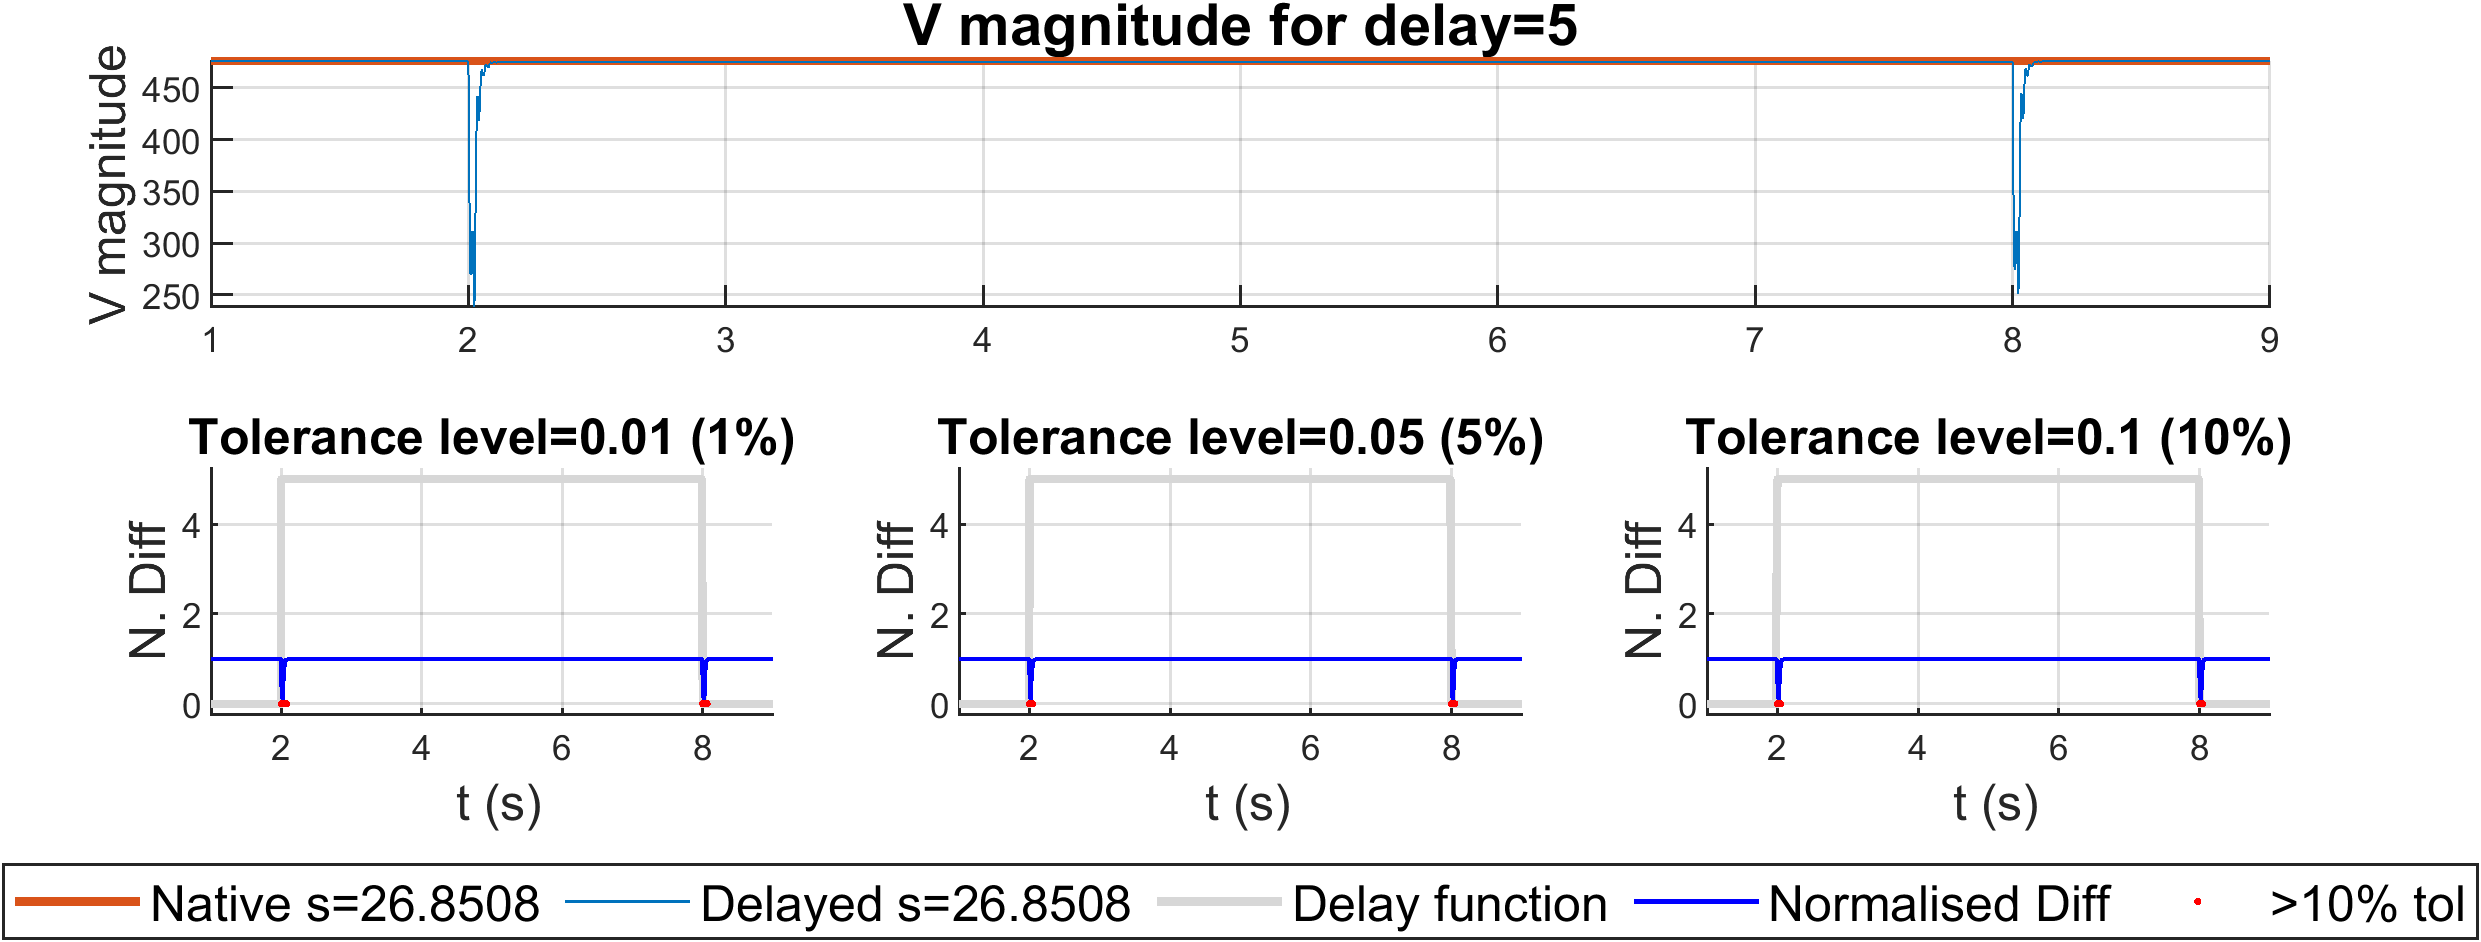 V magnitude for delay=5
V magnitude
450
400
350
300
250
1 2 3 4 5 6 7 8 9
Tolerance level=0.01 (1%)
N. Diff
4
2
0
2 4 6 8
t (s)
Tolerance level=0.05 (5%)
N. Diff
4
2
0
2 4 6 8
t (s)
Tolerance level=0.1 (10%)
N. Diff
4
2
0
2 4 6 8
t (s)
Native s=26.8508 Delayed s=26.8508 Delay function Normalised Diff >10% tol